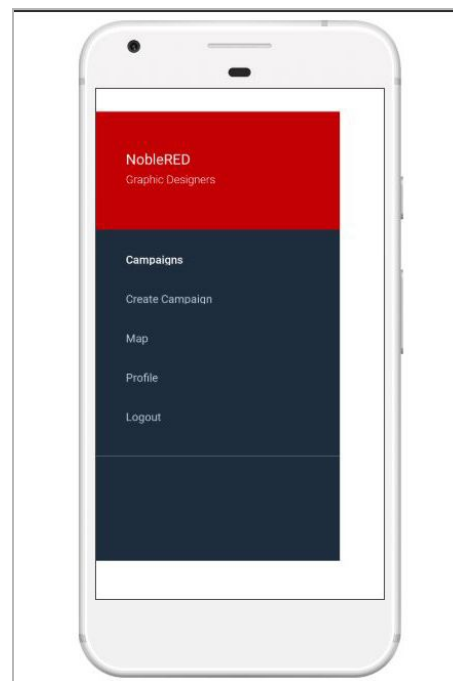 NobleRED
Graphic Designers
Campaigns
Create Campaign
Map
Profile
Logout